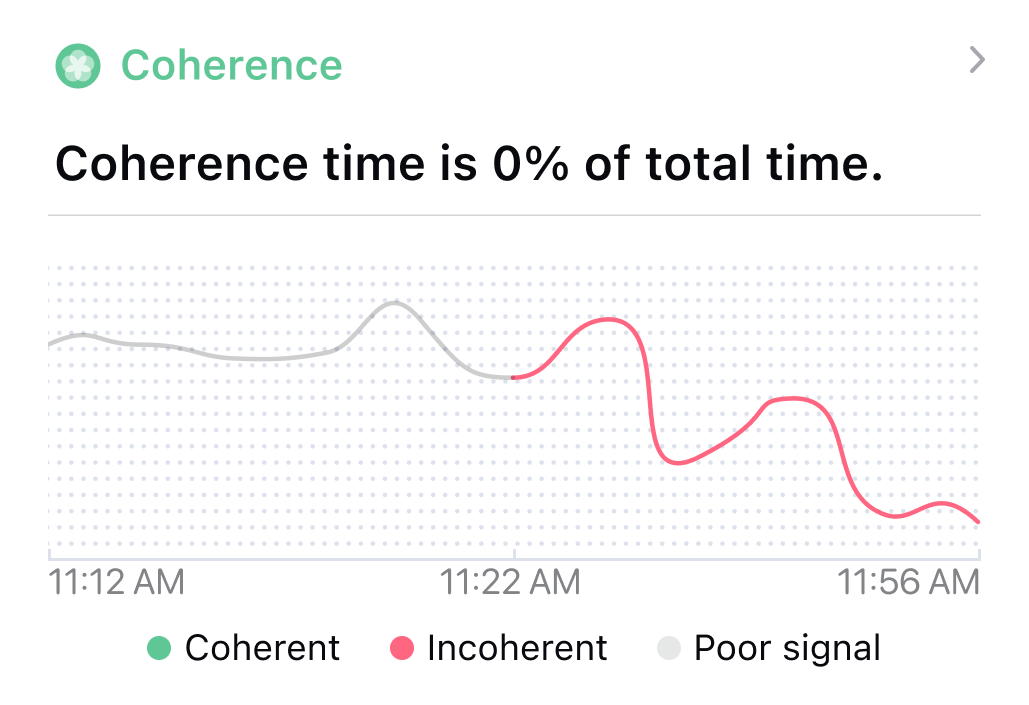 Coherence
Coherence time is 0% of total time.
11:12 AM 11:22 AM 11:56 AM
Coherent Incoherent Poor signal